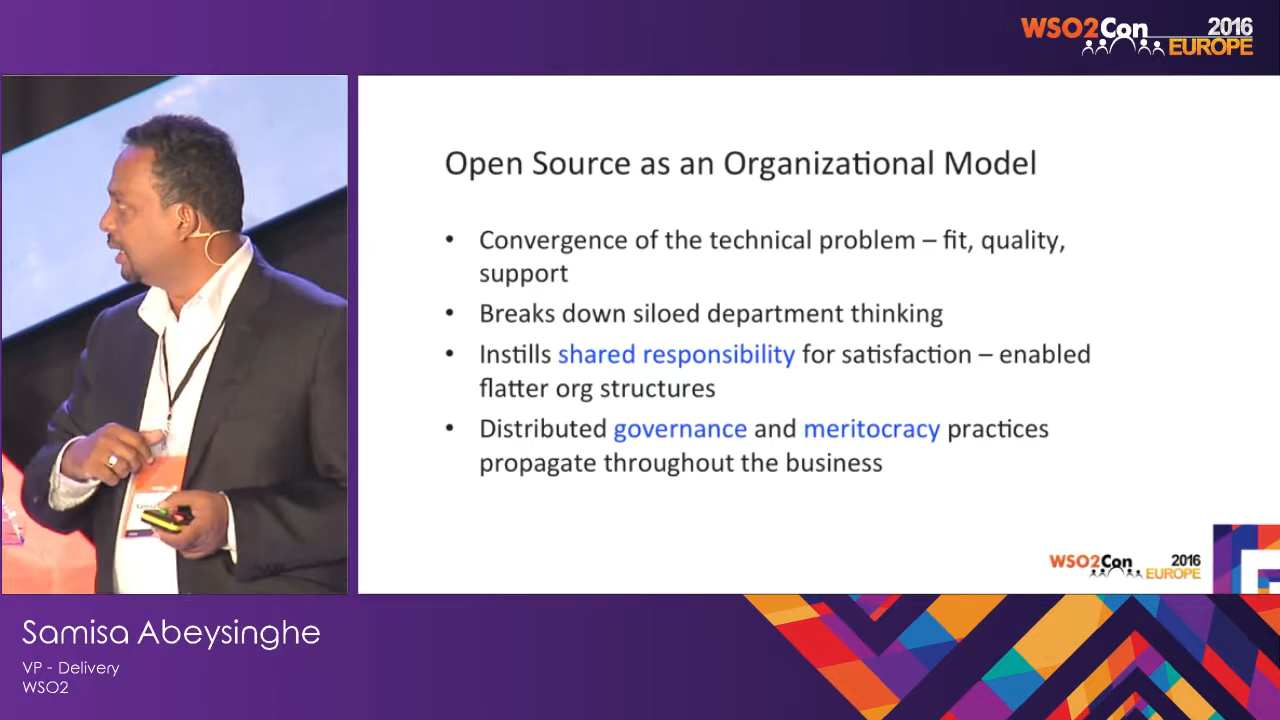 WSO2Con 2016
EUROPE
Open Source as an Organizational Model
• Convergence of the technical problem – fit, quality,
support
• Breaks down siloed department thinking
• Instills shared responsibility for satisfaction – enabled
flatter org structures
• Distributed governance and meritocracy practices
propagate throughout the business
WSO2Con 2016
EUROPE
Samisa Abeysinghe
VP - Delivery
WSO2